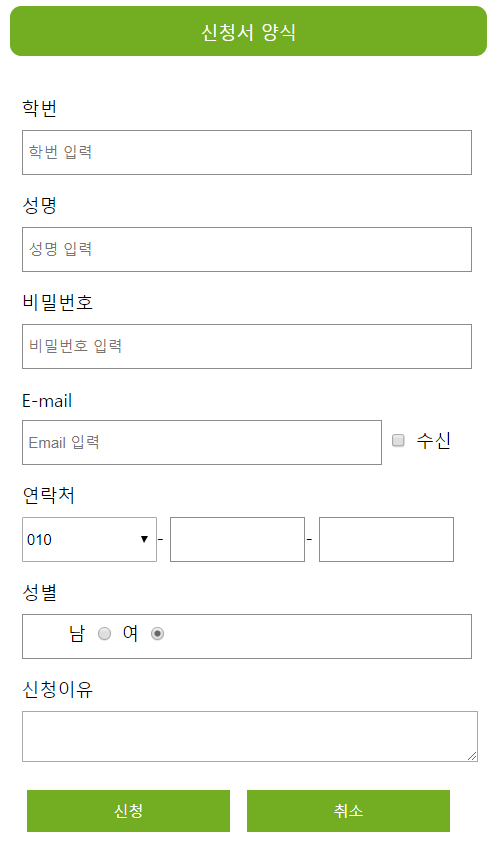 신청서 양식
학번
학번 입력
성명
성명 입력
비밀번호
비밀번호 입력
E-mail
Email 입력 수신
연락처
010 - -
성별
남 여
신청이유
신청 취소